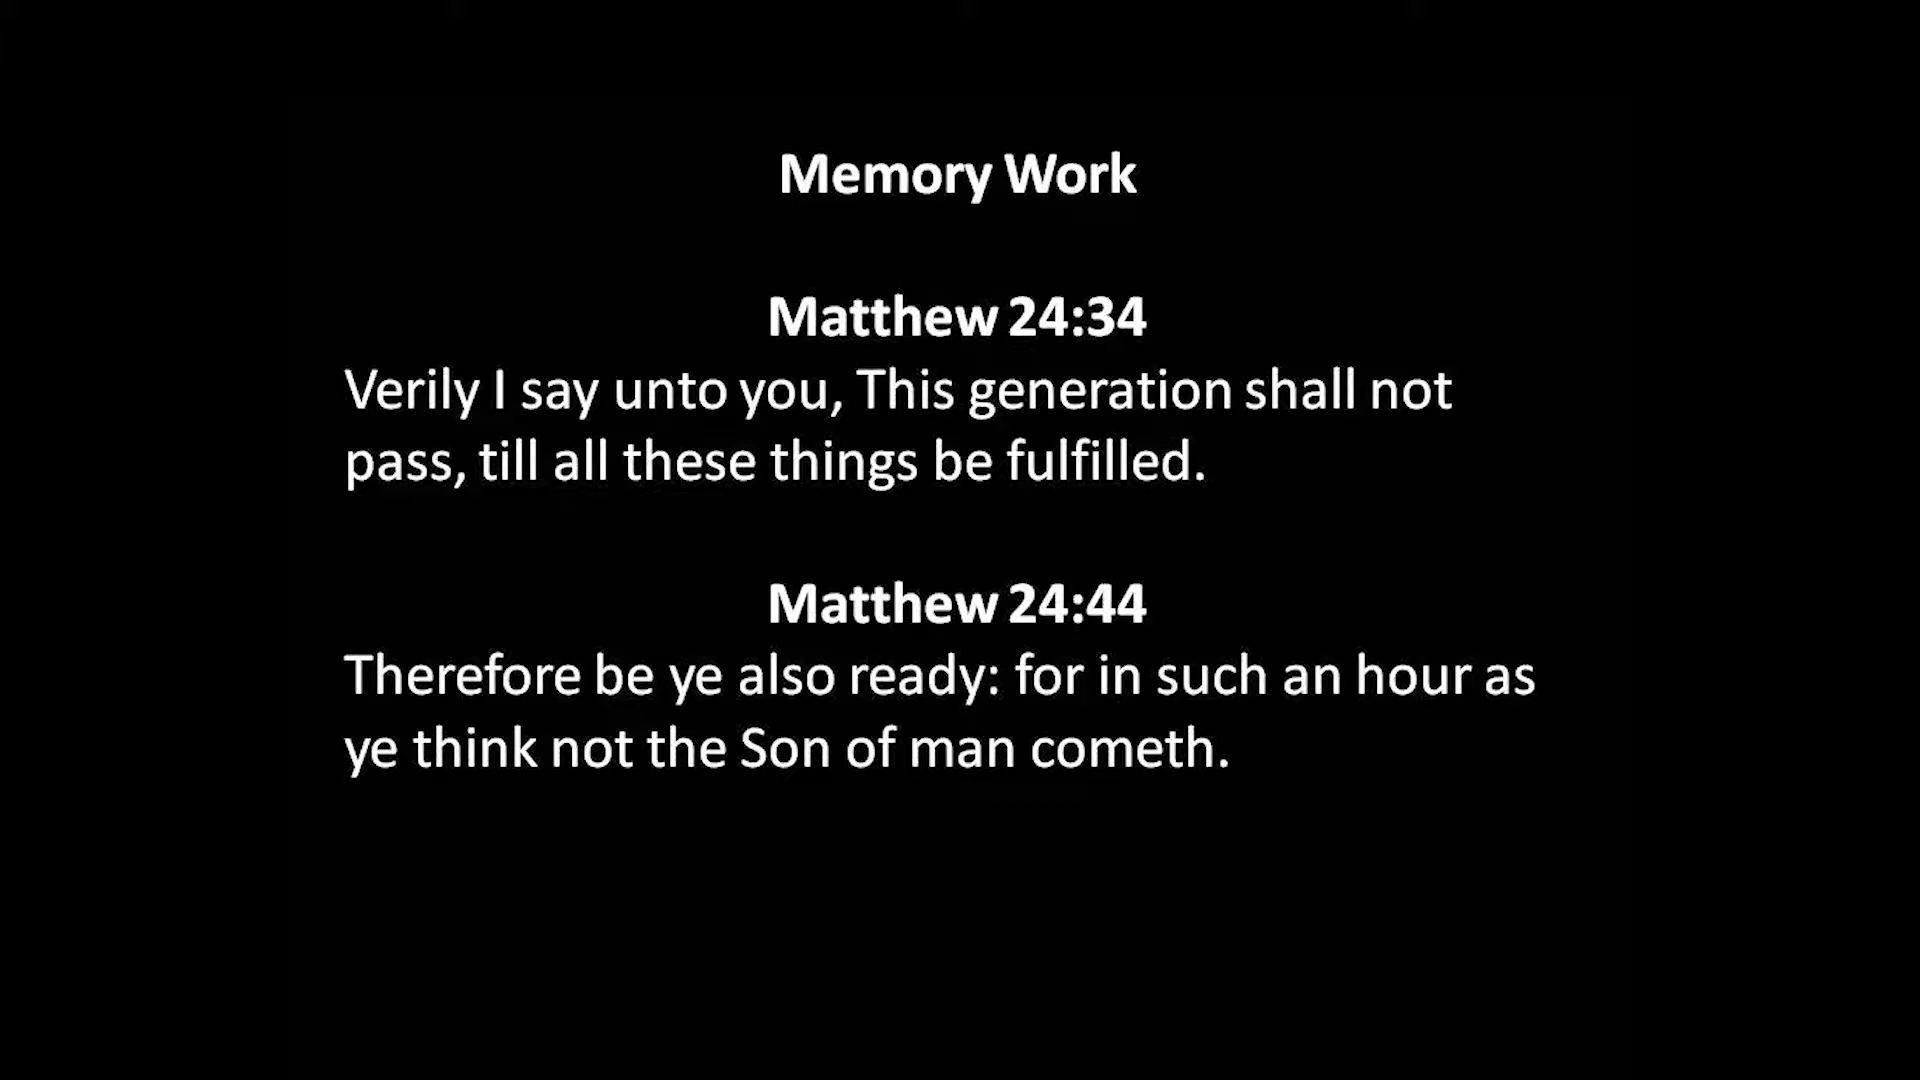 Memory Work
Matthew 24:34
Verily I say unto you, This generation shall not
pass, till all these things be fulfilled.
Matthew 24:44
Therefore be ye also ready: for in such an hour as
ye think not the Son of man cometh.